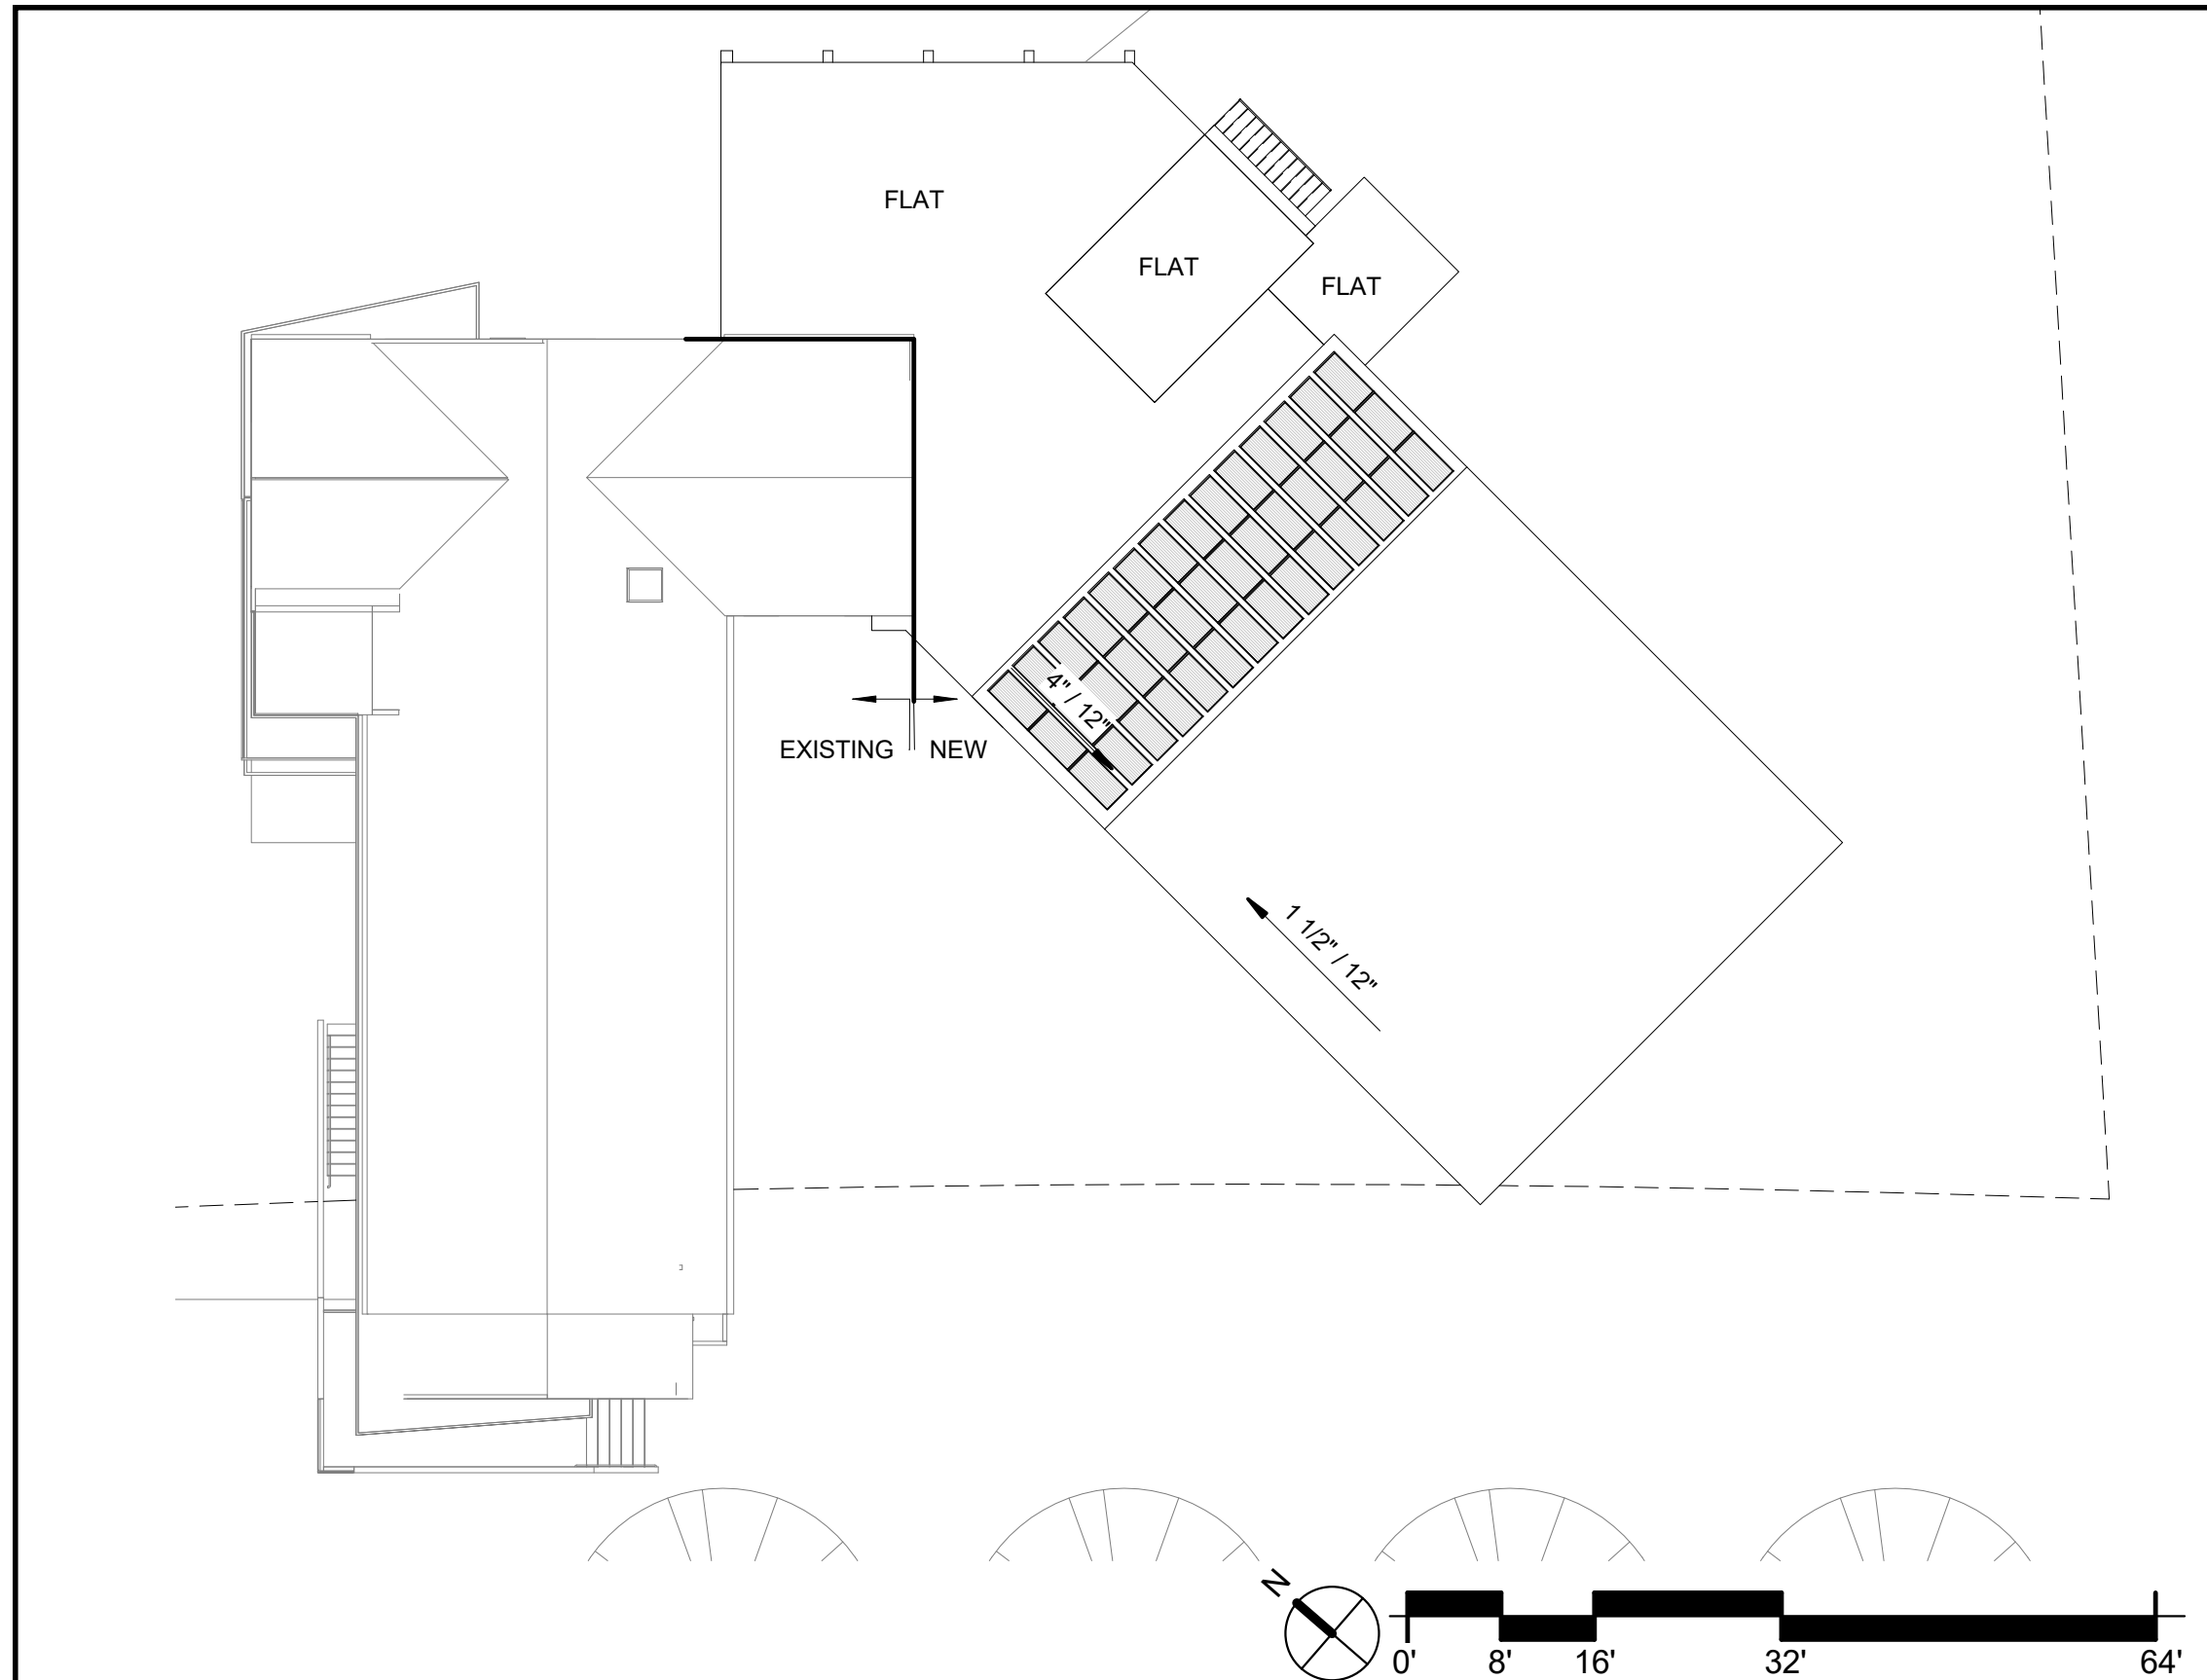 FLAT
FLAT
FLAT
4" / 12"
EXISTING
NEW
1 1/2" / 12"
N
0'
8'
16'
32'
64'